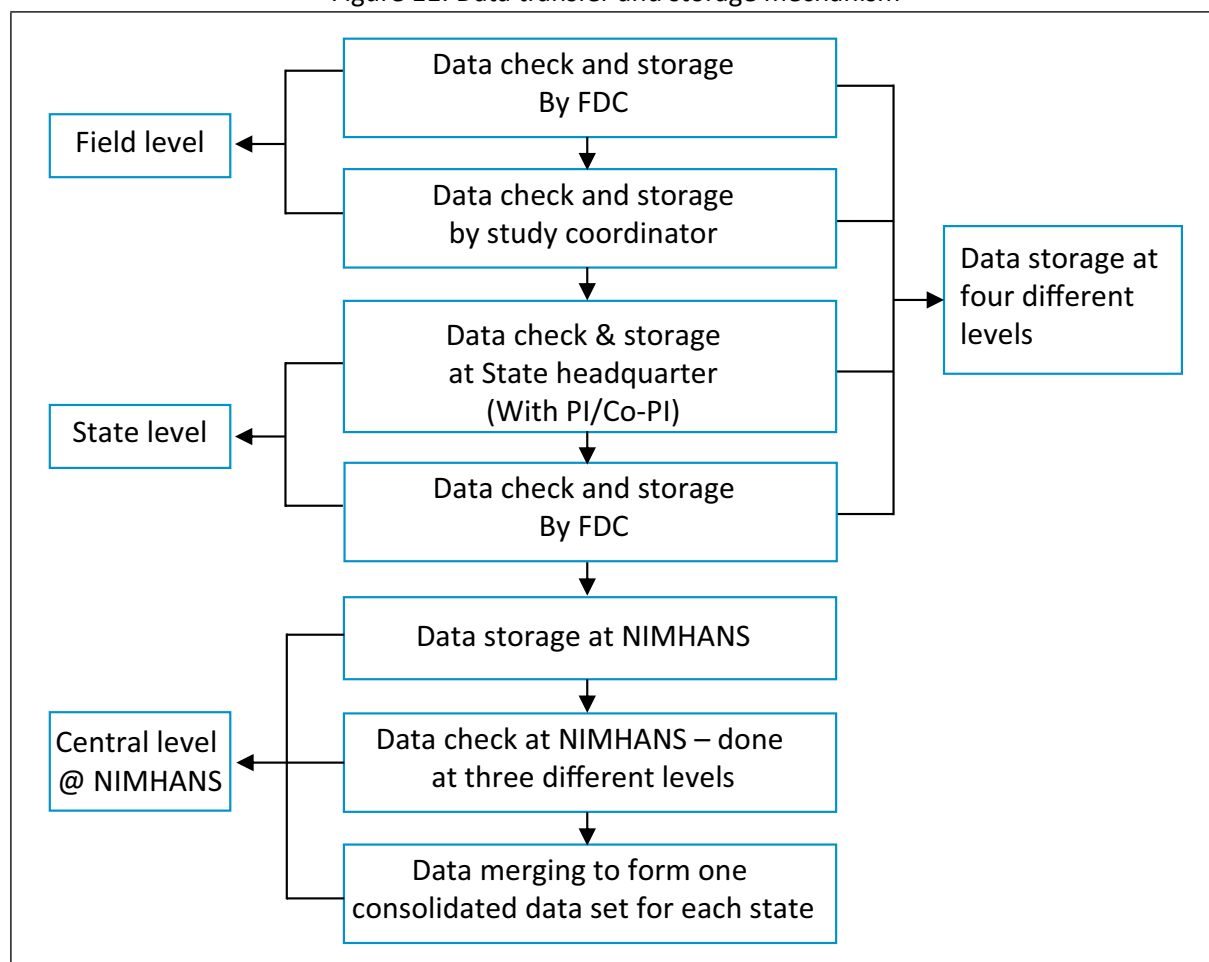 Data check and storage
By FDC
Field level
Data check and storage
by study coordinator
Data storage at
four different
levels
Data check & storage
at State headquarter
(With PI/Co-PI)
State level
Data check and storage
By FDC
Data storage at NIMHANS
Central level
@ NIMHANS
Data check at NIMHANS – done
at three different levels
Data merging to form one
consolidated data set for each state